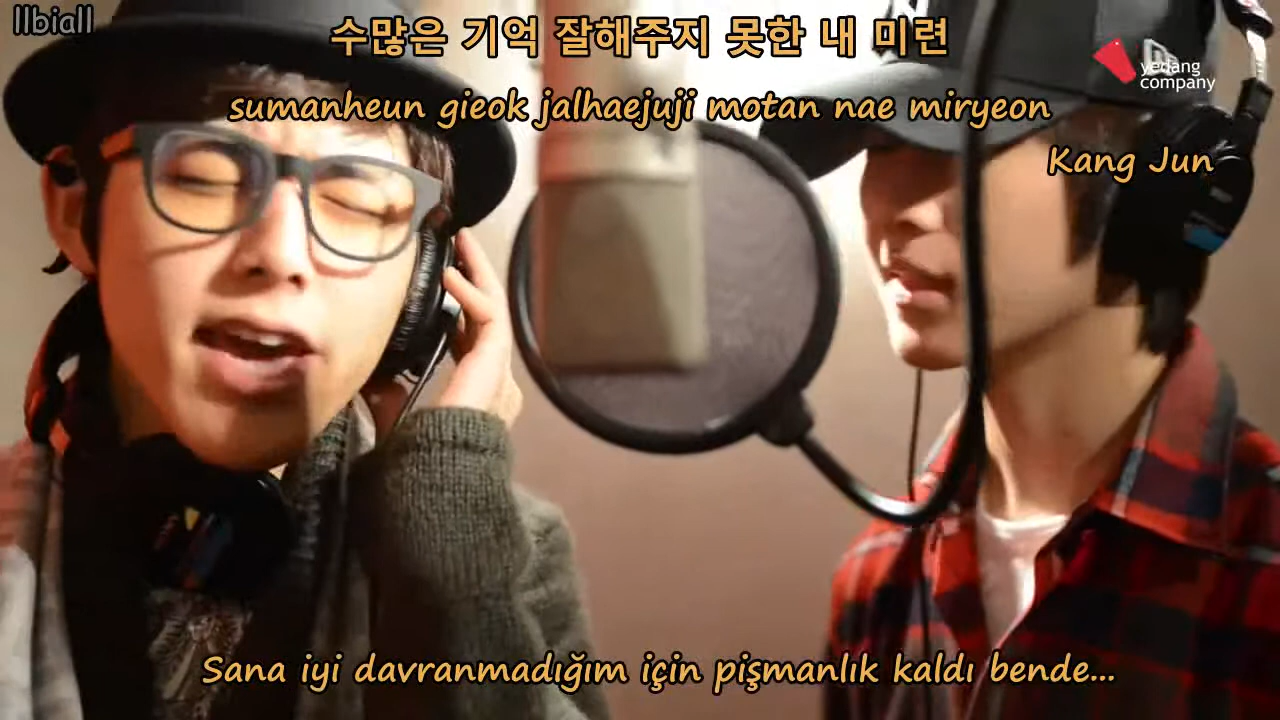 llbiall
수많은 기억 잘해주지 못한 내 미련
yedang
company
sumanheun gieok jalhaejuji motan nae miryeon
Kang Jun
Sana iyi davranmadığım için pişmanlık kaldı bende...